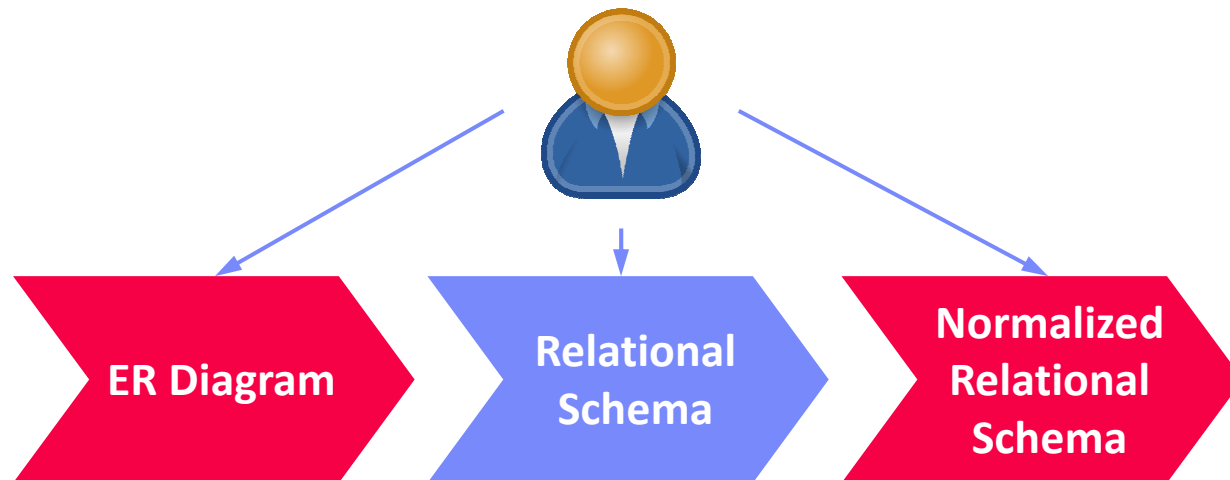 ER Diagram
Relational
Schema
Normalized
Relational
Schema